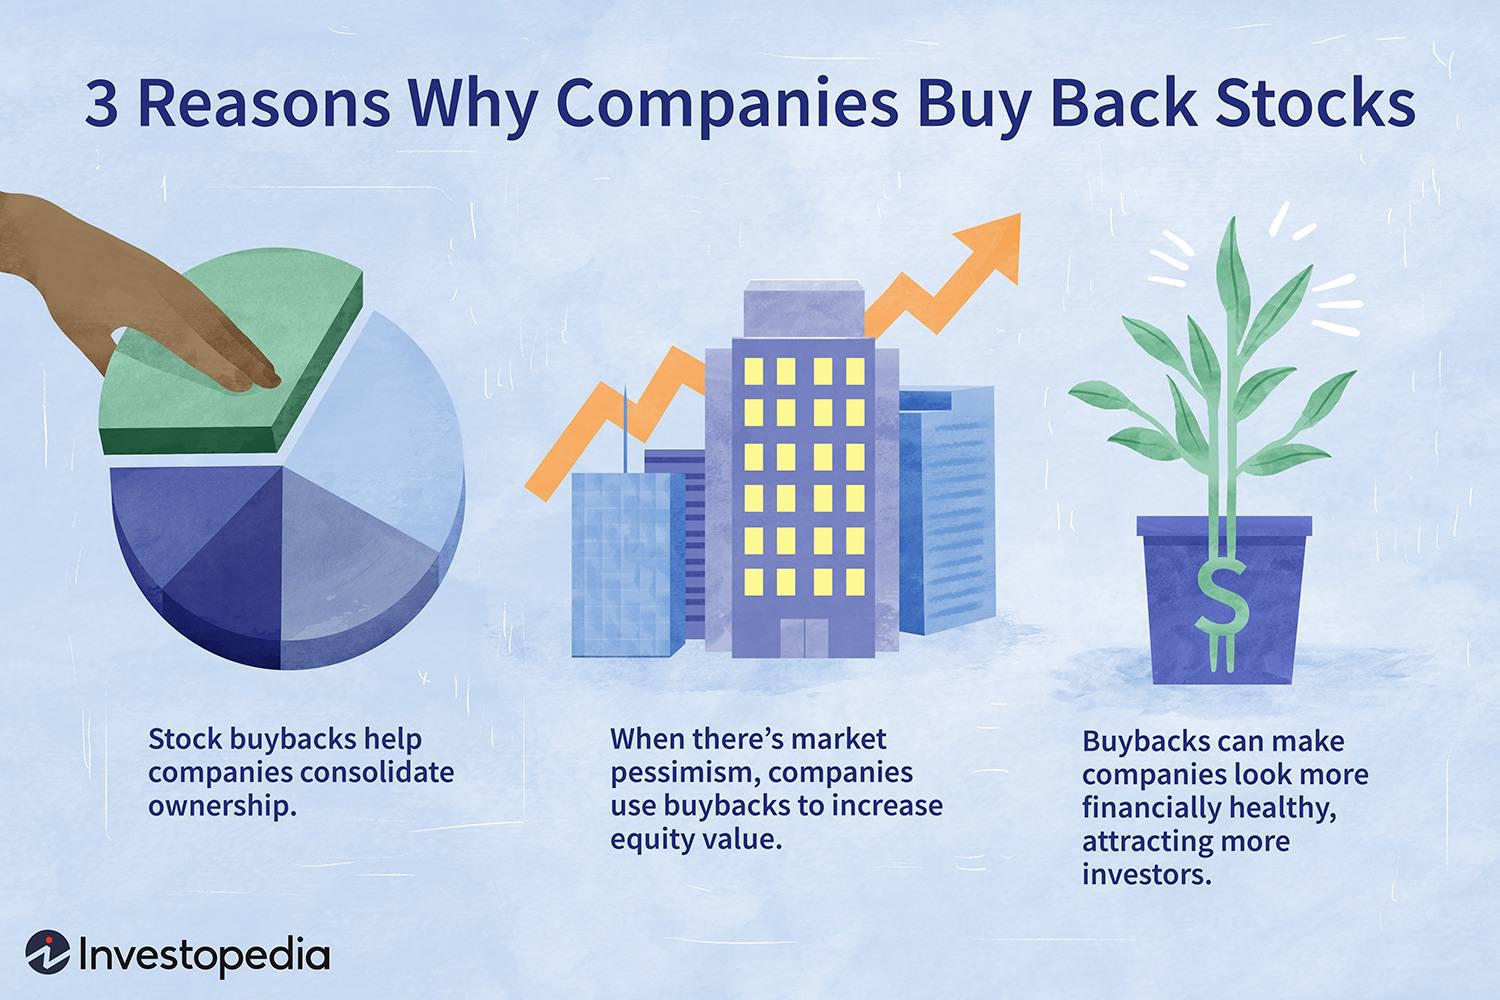 3 Reasons Why Companies Buy Back Stocks
Stock buybacks help
companies consolidate
ownership.
When there’s market
pessimism, companies
use buybacks to increase
equity value.
Buybacks can make
companies look more
financially healthy,
attracting more
investors.
$
Investopedia